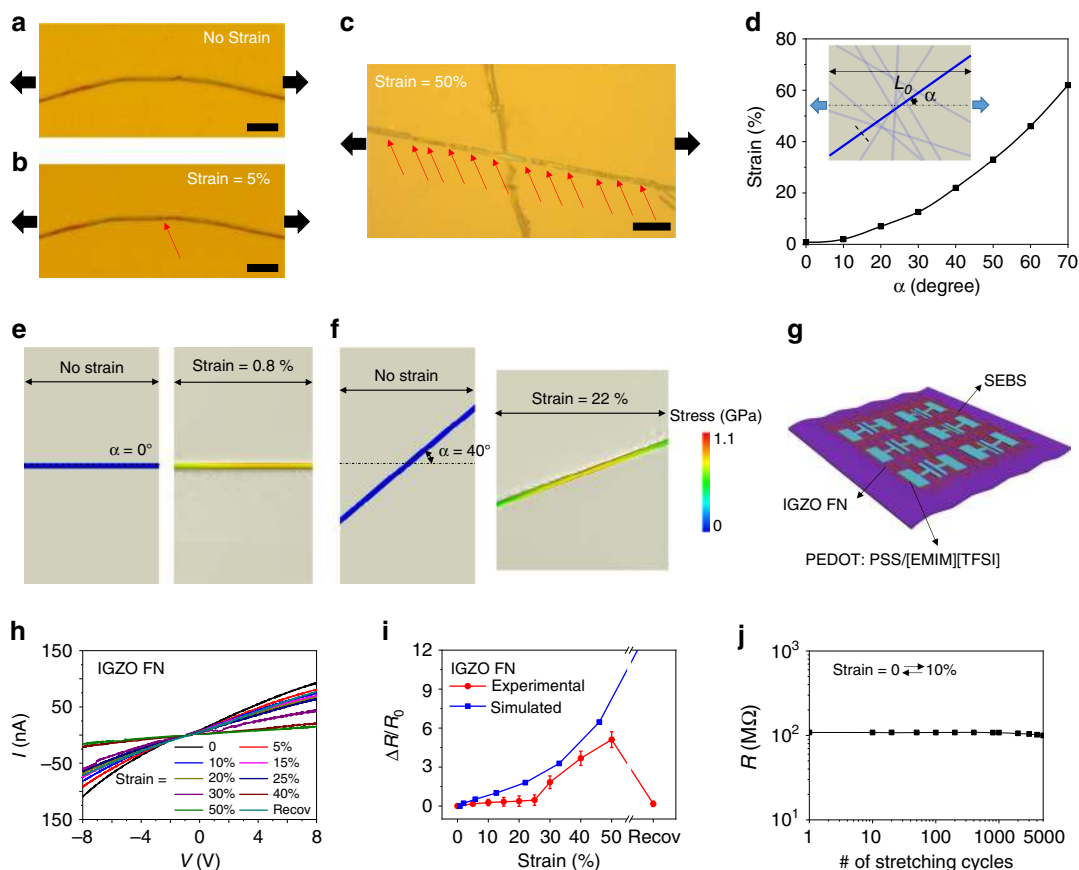 a
No Strain
b
Strain = 5%
c
Strain = 50%
d
80
60
40
20
0
Strain (%)
L0
α
0 10 20 30 40 50 60 70
α (degree)
e
No strain
Strain = 0.8 %
α = 0°
f
No strain
α = 40°
Strain = 22 %
Stress (GPa)
1.1
0
g
SEBS
IGZO FN
PEDOT: PSS/[EMIM][TFSI]
h
150
50
−50
150
I (nA)
IGZO FN
Strain =
0 5%
10% 15%
20% 25%
30% 40%
50% Recov
−8 −4 0 4 8
V (V)
i
12
9
6
3
0
ΔR/R0
IGZO FN
Experimental
Simulated
0 10 20 30 40 50 Recov
Strain (%)
j
10³
10²
10¹
R (MΩ)
Strain = 0 ⇄ 10%
1 10 100 1000 5000
# of stretching cycles